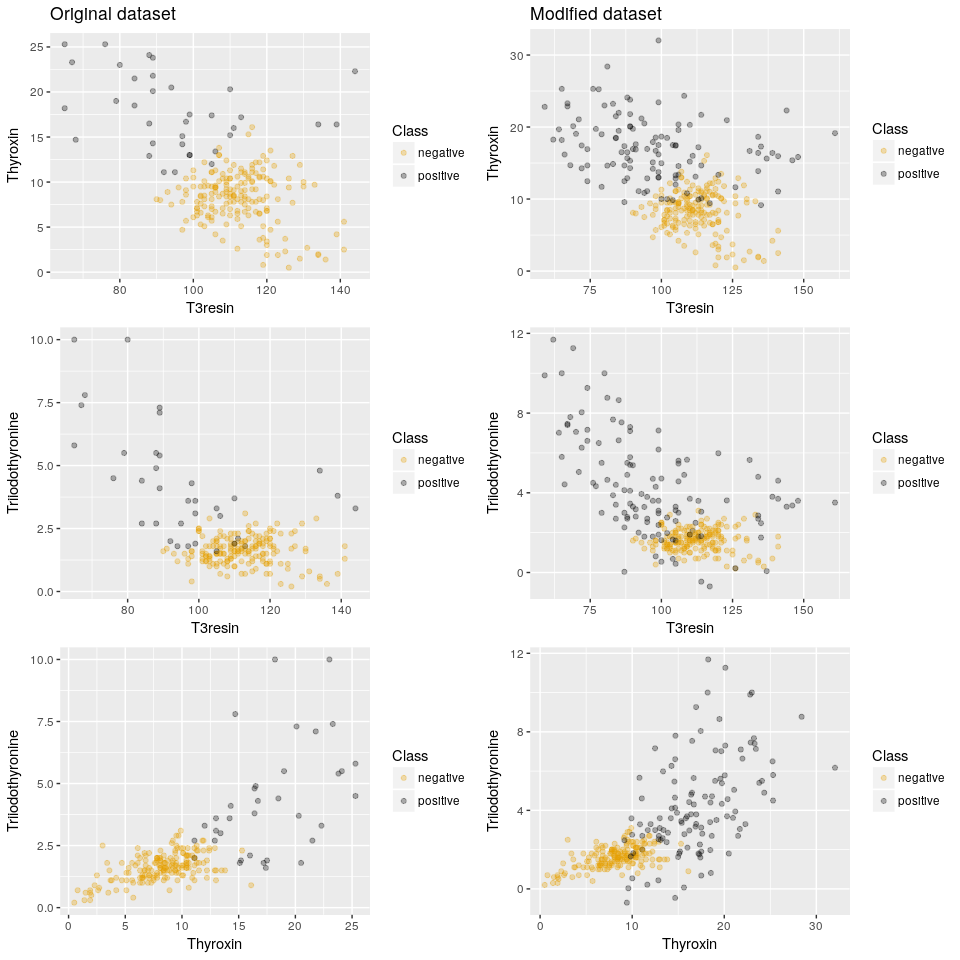 Original dataset
Modified dataset
25
20
15
10
5
0
Thyroxin
80
100
120
140
T3resin
Class
negative
positive
30
20
10
0
Thyroxin
75
100
125
150
T3resin
Class
negative
positive
10.0
7.5
5.0
2.5
0.0
Triiodothyronine
80
100
120
140
T3resin
Class
negative
positive
12
8
4
0
Triiodothyronine
75
100
125
150
T3resin
Class
negative
positive
10.0
7.5
5.0
2.5
0.0
Triiodothyronine
0
5
10
15
20
25
Thyroxin
Class
negative
positive
12
8
4
0
Triiodothyronine
0
10
20
30
Thyroxin
Class
negative
positive